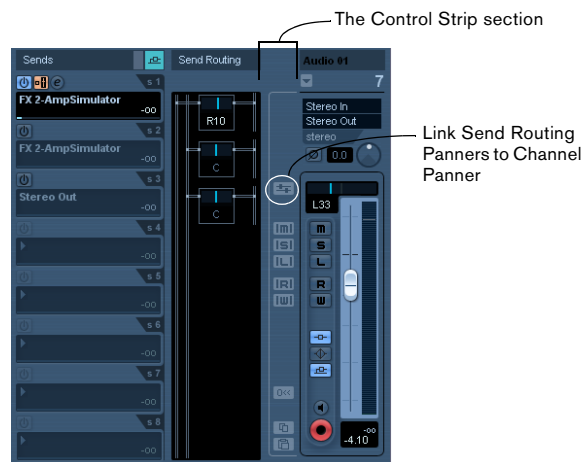 The Control Strip section
Sends
Send Routing
Audio 01
e
s 1
7
FX 2-AmpSimulator
-oo
R10
Stereo In
Stereo Out
stereo
s 2
FX 2-AmpSimulator
-oo
C
0.0
Link Send Routing
Panners to Channel
Panner
s 3
Stereo Out
-oo
C
L33
s 4
-oo
M
M
S
S
L
L
s 5
-oo
R
R
W
W
s 6
-oo
s 7
-oo
0<<
s 8
-oo
-oo
-4.10